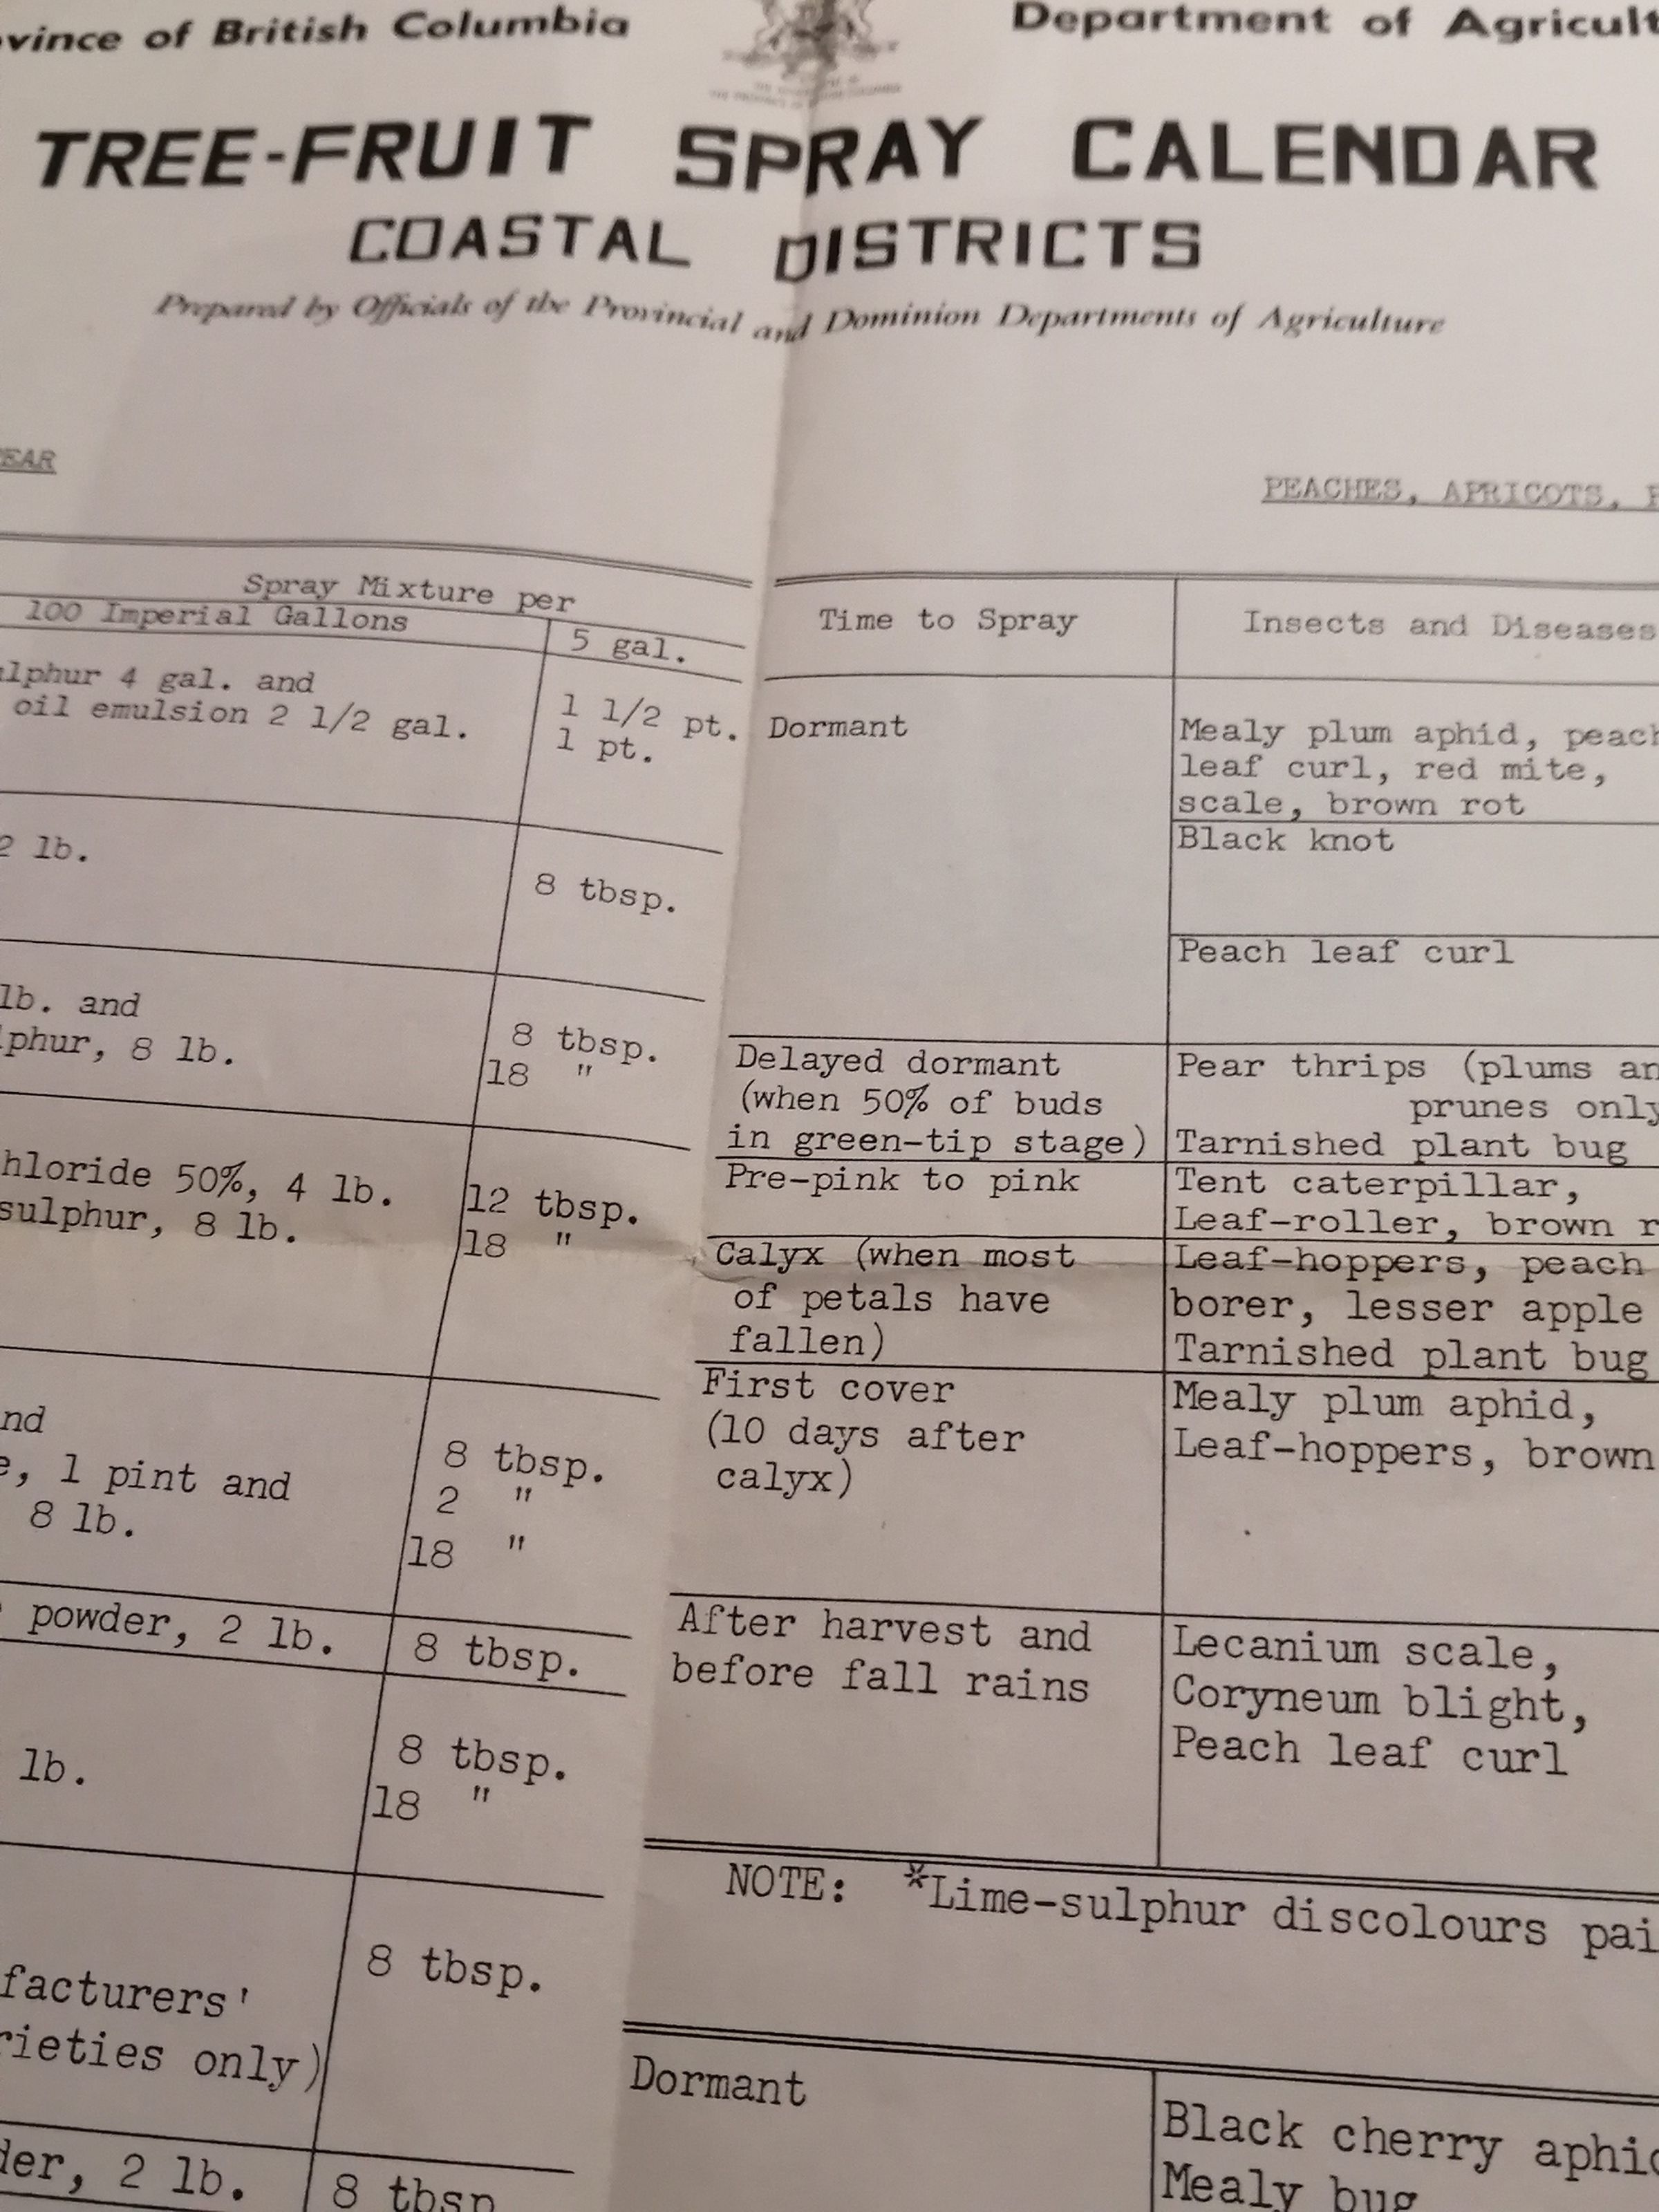 vince of British Columbia
Department of Agricult
TREE-FRUIT SPRAY CALENDAR
COASTAL DISTRICTS
Prepared by Officials of the Provincial and Dominion Departments of Agriculture
EAR
Spray Mixture per
100 Imperial Gallons
5 gal.
lphur 4 gal. and
1 1/2 pt.
oil emulsion 2 1/2 gal.
1 pt.
2 lb.
8 tbsp.
lb. and
8 tbsp.
lphur, 8 lb.
18 "
hloride 50%, 4 lb.
12 tbsp.
sulphur, 8 lb.
18 "
nd
8 tbsp.
e, 1 pint and
2 "
8 lb.
18 "
powder, 2 lb.
8 tbsp.
8 tbsp.
lb.
18 "
8 tbsp.
facturers'
rieties only)
der, 2 lb.
8 tbsp
PEACHES, APRICOTS,
Time to Spray
Insects and Diseases
Dormant
Mealy plum aphid, peach
leaf curl, red mite,
scale, brown rot
Black knot
Peach leaf curl
Delayed dormant
Pear thrips (plums an
(when 50% of buds
prunes only
in green-tip stage)
Tarnished plant bug
Pre-pink to pink
Tent caterpillar,
Leaf-roller, brown r
Calyx (when most
Leaf-hoppers, peach
of petals have
borer, lesser apple
fallen)
Tarnished plant bug
First cover
Mealy plum aphid,
(10 days after
Leaf-hoppers, brown
calyx)
After harvest and
Lecanium scale,
before fall rains
Coryneum blight,
Peach leaf curl
NOTE: *Lime-sulphur discolours pai
Dormant
Black cherry aphid
Mealy bug